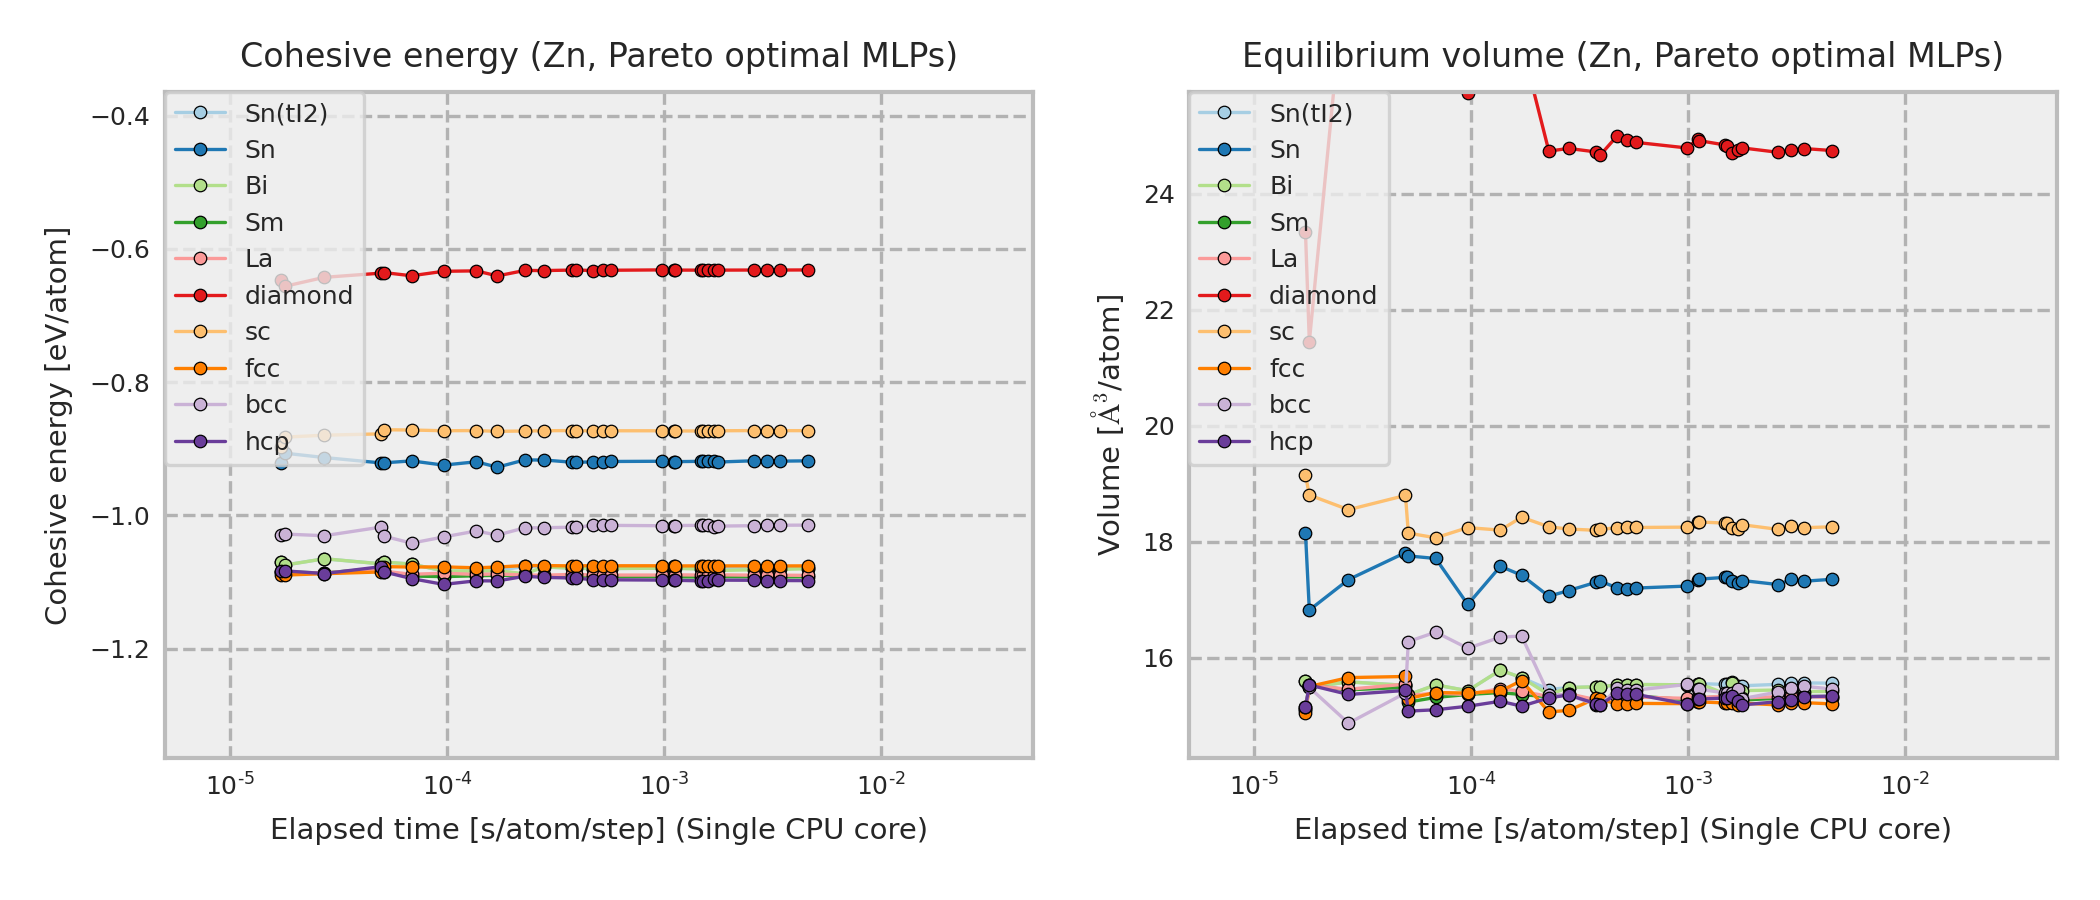 Cohesive energy (Zn, Pareto optimal MLPs)
Cohesive energy [eV/atom]
−0.4
−0.6
−0.8
−1.0
−1.2
Sn(tI2)
Sn
Bi
Sm
La
diamond
sc
fcc
bcc
hcp
10⁻⁵ 10⁻⁴ 10⁻³ 10⁻²
Elapsed time [s/atom/step] (Single CPU core)
Equilibrium volume (Zn, Pareto optimal MLPs)
Volume [Å³/atom]
24
22
20
18
16
Sn(tI2)
Sn
Bi
Sm
La
diamond
sc
fcc
bcc
hcp
10⁻⁵ 10⁻⁴ 10⁻³ 10⁻²
Elapsed time [s/atom/step] (Single CPU core)